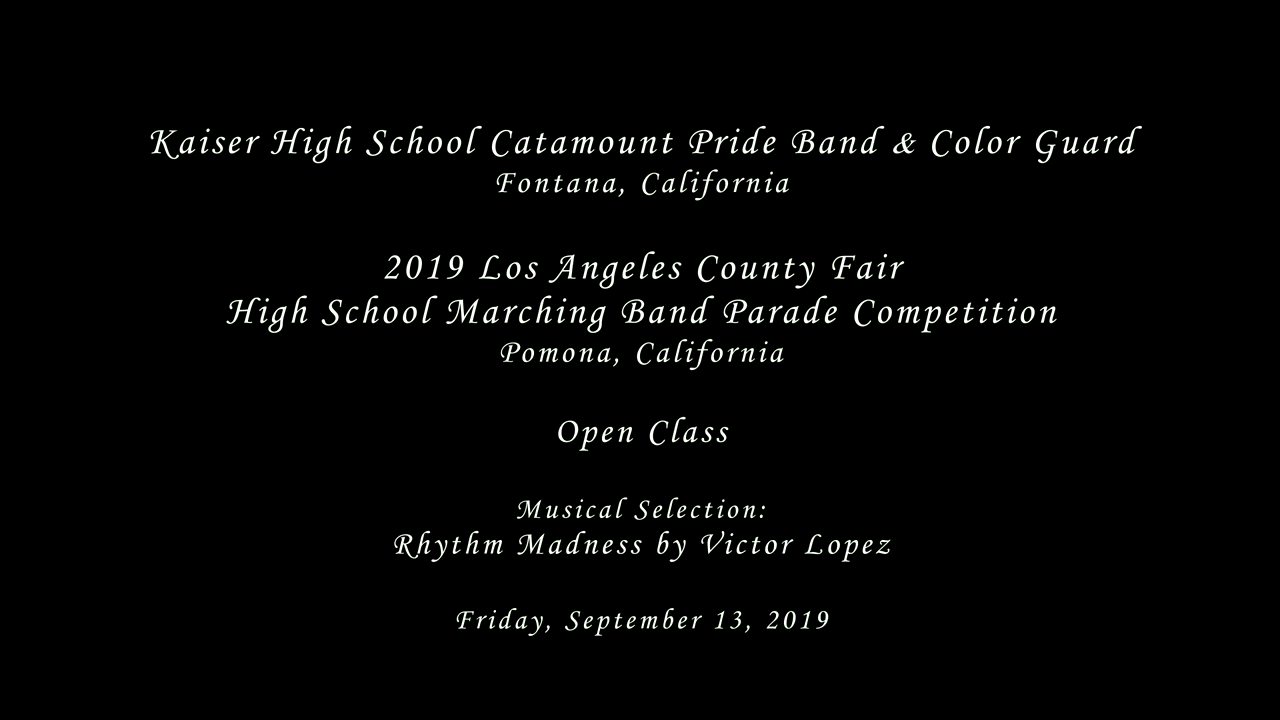 Kaiser High School Catamount Pride Band & Color Guard
Fontana, California
2019 Los Angeles County Fair
High School Marching Band Parade Competition
Pomona, California
Open Class
Musical Selection:
Rhythm Madness by Victor Lopez
Friday, September 13, 2019